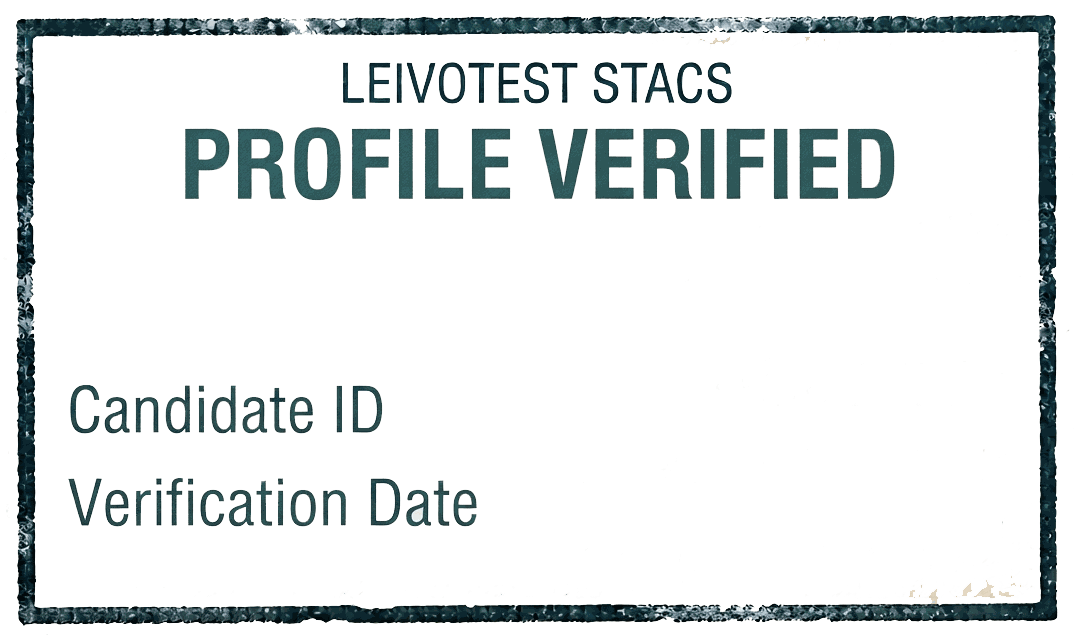 LEIVOTEST STACS
PROFILE VERIFIED
Candidate ID
Verification Date